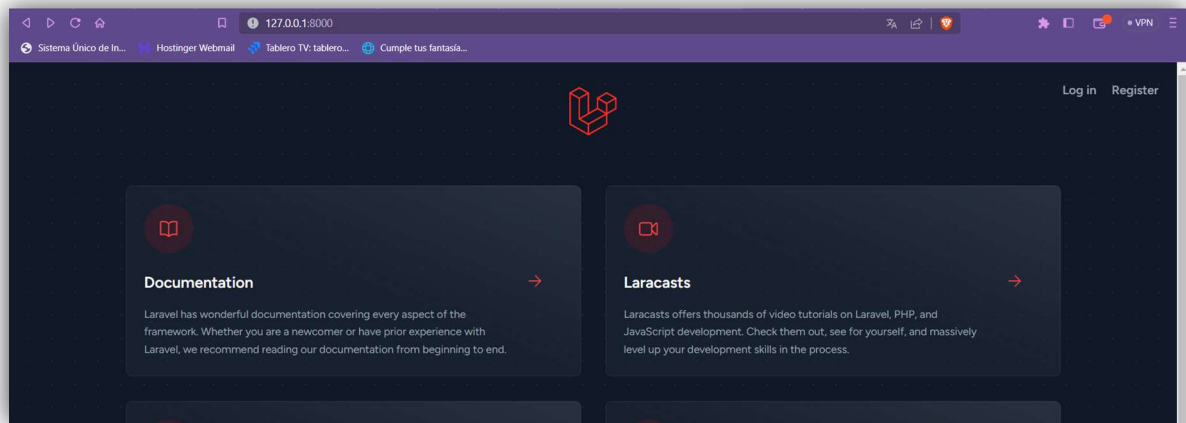 127.0.0.1:8000
VPN
Sistema Único de In...
Hostinger Webmail
Tablero TV: tablero...
Cumple tus fantasía...
Log in
Register
Documentation
Laravel has wonderful documentation covering every aspect of the
framework. Whether you are a newcomer or have prior experience with
Laravel, we recommend reading our documentation from beginning to end.
Laracasts
Laracasts offers thousands of video tutorials on Laravel, PHP, and
JavaScript development. Check them out, see for yourself, and massively
level up your development skills in the process.